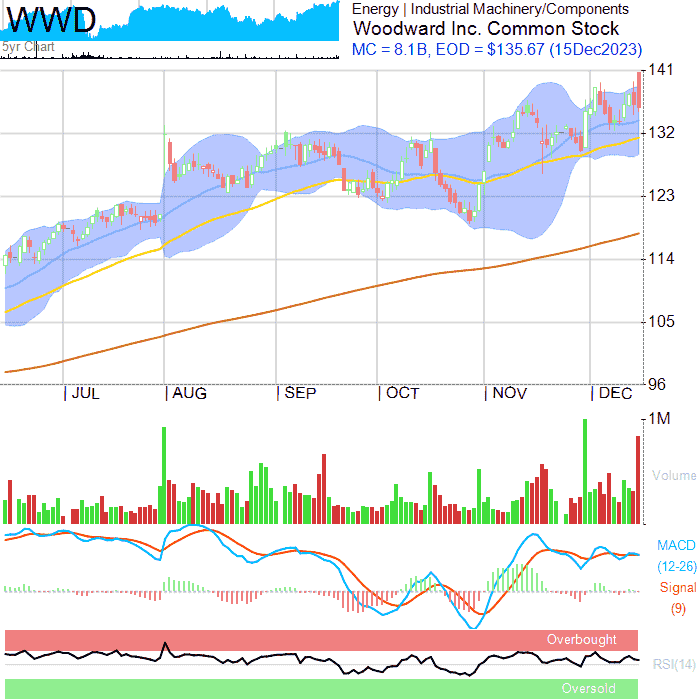 WWD
5yr Chart
Energy | Industrial Machinery/Components
Woodward Inc. Common Stock
MC = 8.1B, EOD = $135.67 (15Dec2023)
141
132
123
114
105
96
JUL
AUG
SEP
OCT
NOV
DEC
1M
Volume
MACD
(12-26)
Signal
(9)
Overbought
RSI(14)
Oversold